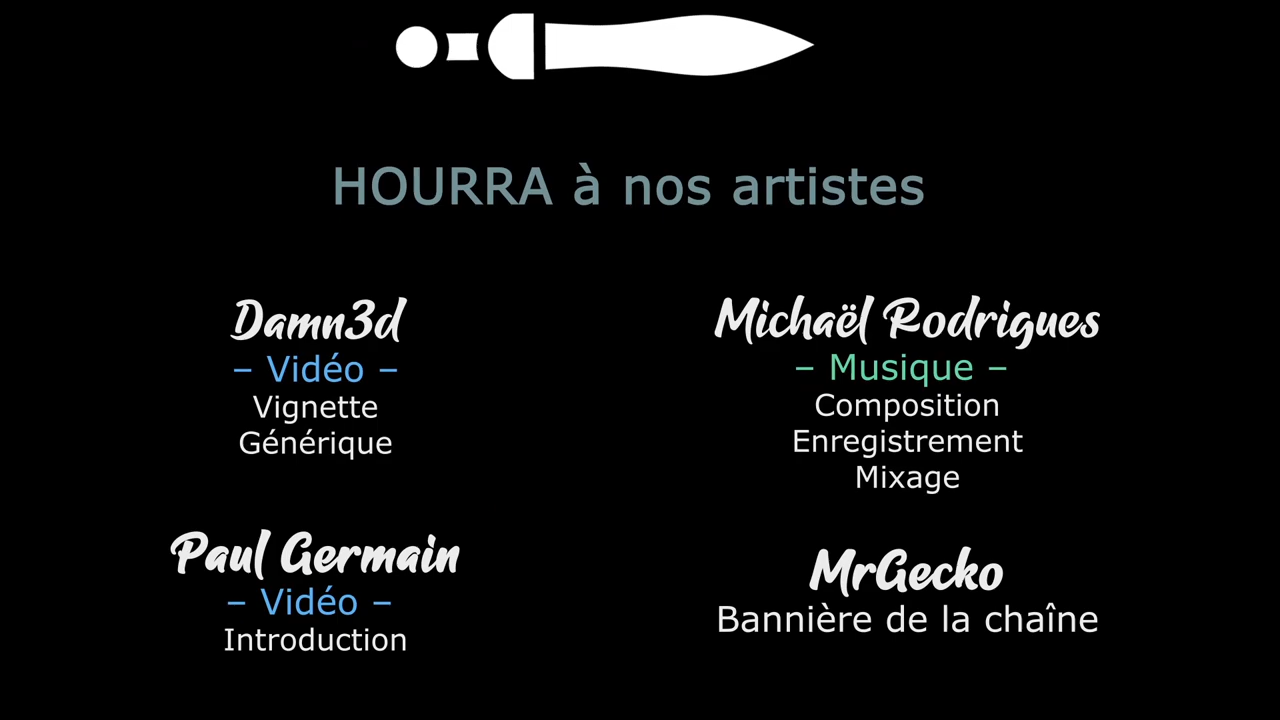 HOURRA à nos artistes
Damn3d
– Vidéo –
Vignette
Générique
Michaël Rodrigues
– Musique –
Composition
Enregistrement
Mixage
Paul Germain
– Vidéo –
Introduction
MrGecko
Bannière de la chaîne